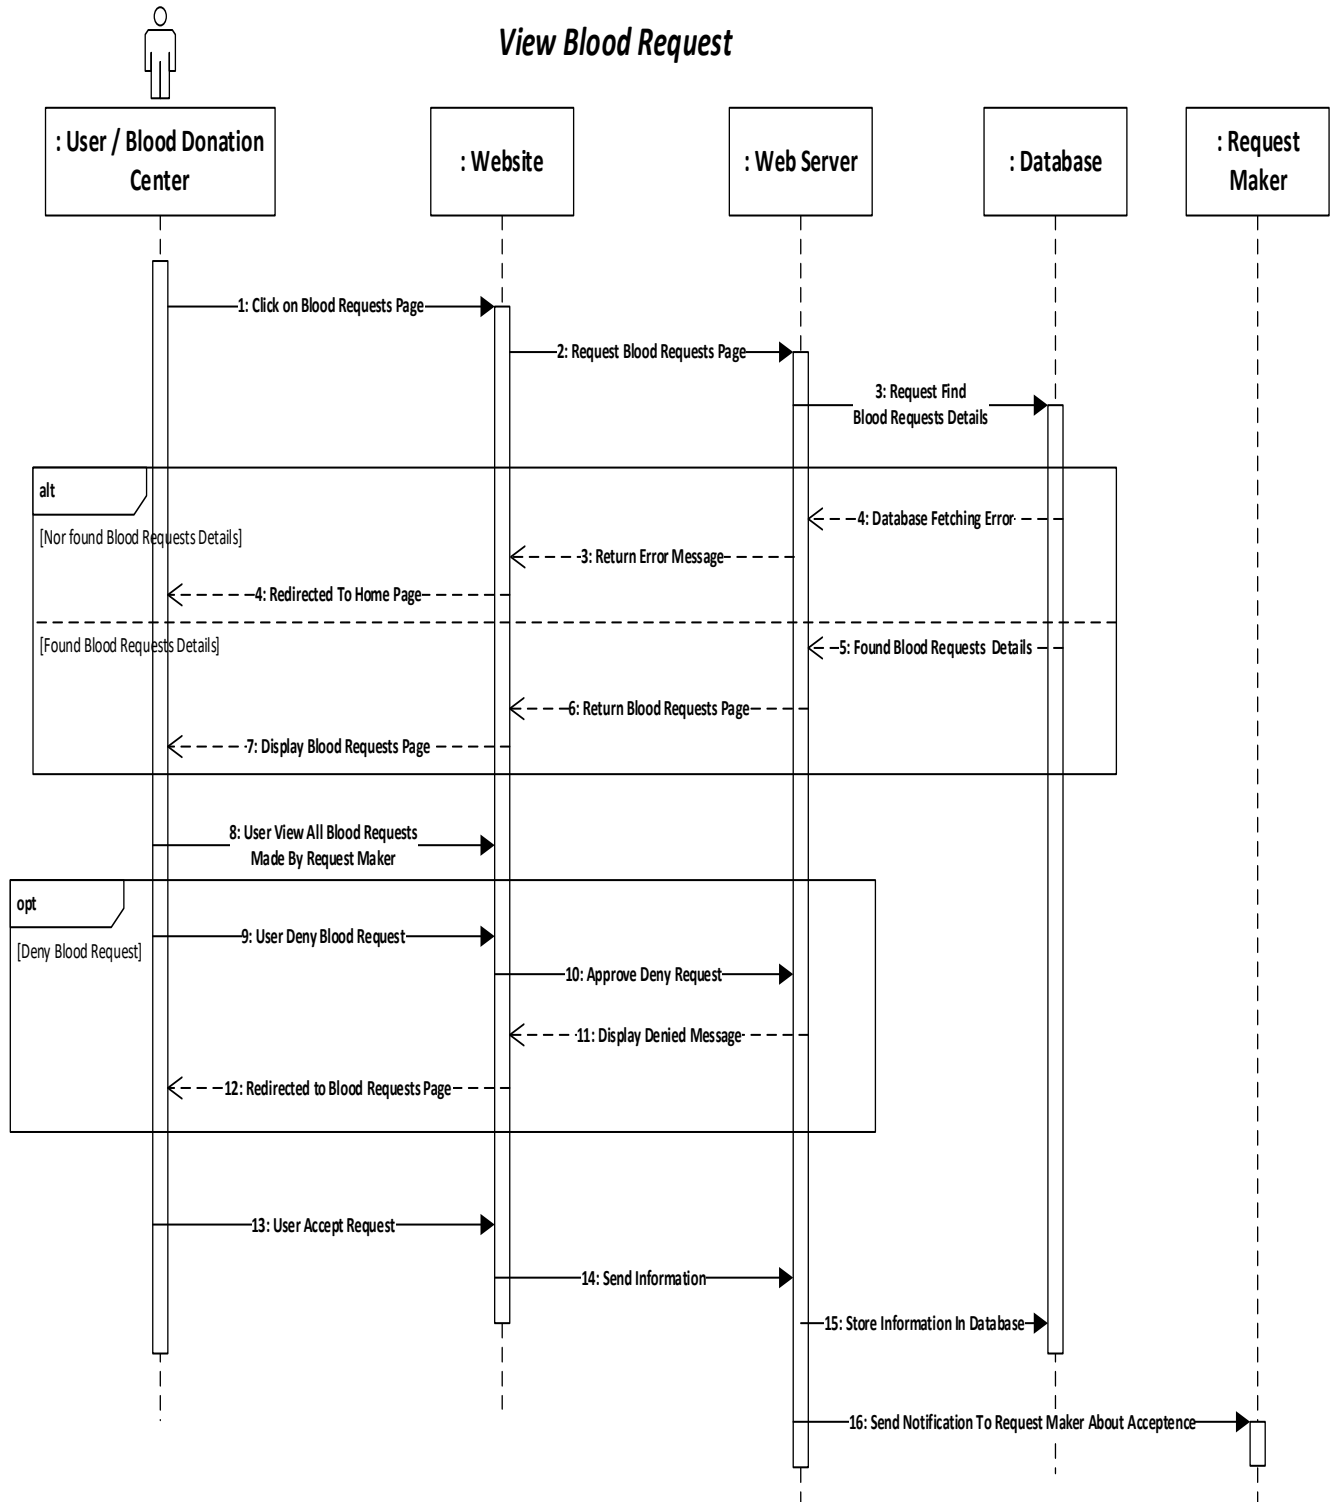 View Blood Request
: User / Blood Donation
Center
: Website
: Web Server
: Database
: Request
Maker
1: Click on Blood Requests Page
2: Request Blood Requests Page
3: Request Find
Blood Requests Details
alt
4: Database Fetching Error
[Nor found Blood Requests Details]
3: Return Error Message
4: Redirected To Home Page
[Found Blood Requests Details]
5: Found Blood Requests Details
6: Return Blood Requests Page
7: Display Blood Requests Page
8: User View All Blood Requests
Made By Request Maker
opt
9: User Deny Blood Request
[Deny Blood Request]
10: Approve Deny Request
11: Display Denied Message
12: Redirected to Blood Requests Page
13: User Accept Request
14: Send Information
15: Store Information In Database
16: Send Notification To Request Maker About Acceptence